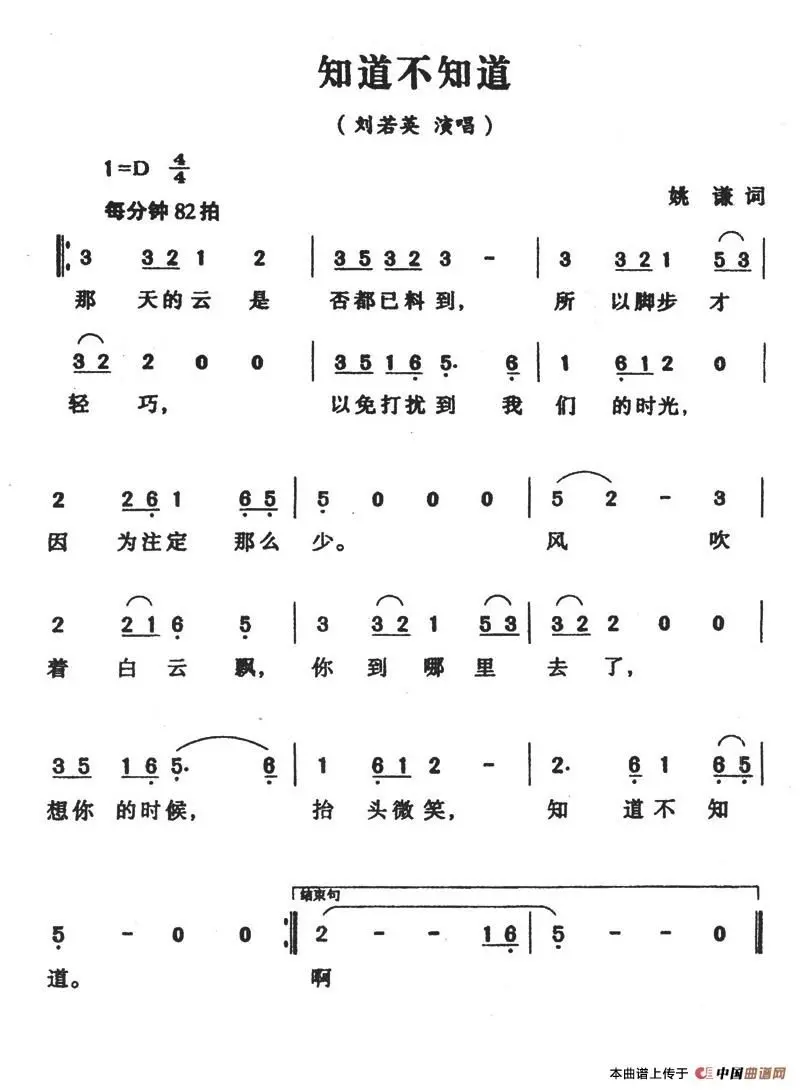 知道不知道
（刘若英 演唱）
1=D 4/4
姚 谦 词
每分钟82拍
3 3 2 1 2 | 3 5 3 2 3 - | 3 3 2 1 5 3 |
那 天的云 是 否都已料到， 所 以脚步 才
3 2 2 0 0 | 3 5 1 6 5. 6 | 1 6 1 2 0 |
轻 巧， 以免打扰到 我 们 的时光，
2 2 6 1 6 5 | 5 0 0 0 | 5 2 - 3 |
因 为注定 那么 少。 风 吹
2 2 1 6 5 | 3 3 2 1 5 3 | 3 2 2 0 0 |
着 白 云 飘， 你 到 哪 里 去 了，
3 5 1 6 5. 6 | 1 6 1 2 - | 2. 6 1 6 5 |
想你 的时候， 抬 头微笑， 知 道不 知
结束句
5 - 0 0 :| 2 - - 1 6 | 5 - - 0 |
道。 啊
本曲谱上传于 中国曲谱网